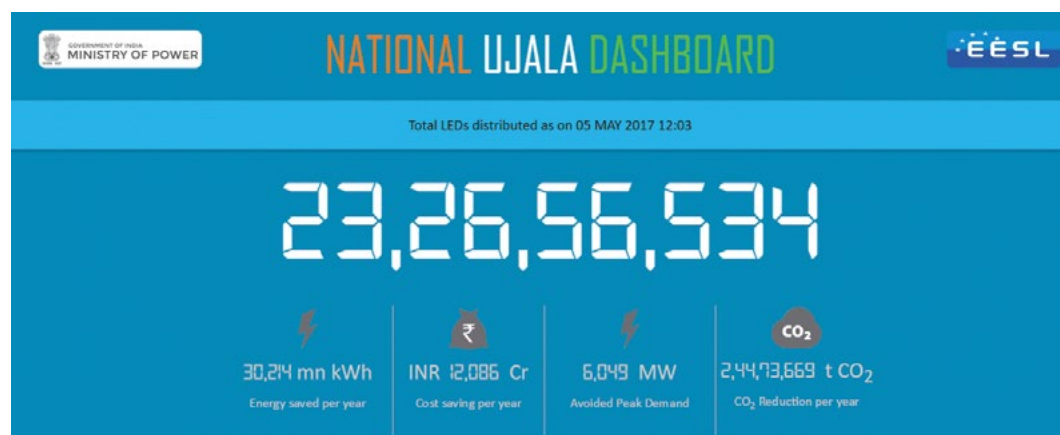 GOVERNMENT OF INDIA
MINISTRY OF POWER
NATIONAL UJALA DASHBOARD
EESL
Total LEDs distributed as on 05 MAY 2017 12:03
23,26,56,534
₹
CO₂
30,214 mn kWh
INR 12,086 Cr
6,049 MW
2,44,73,669 t CO₂
Energy saved per year
Cost saving per year
Avoided Peak Demand
CO₂ Reduction per year